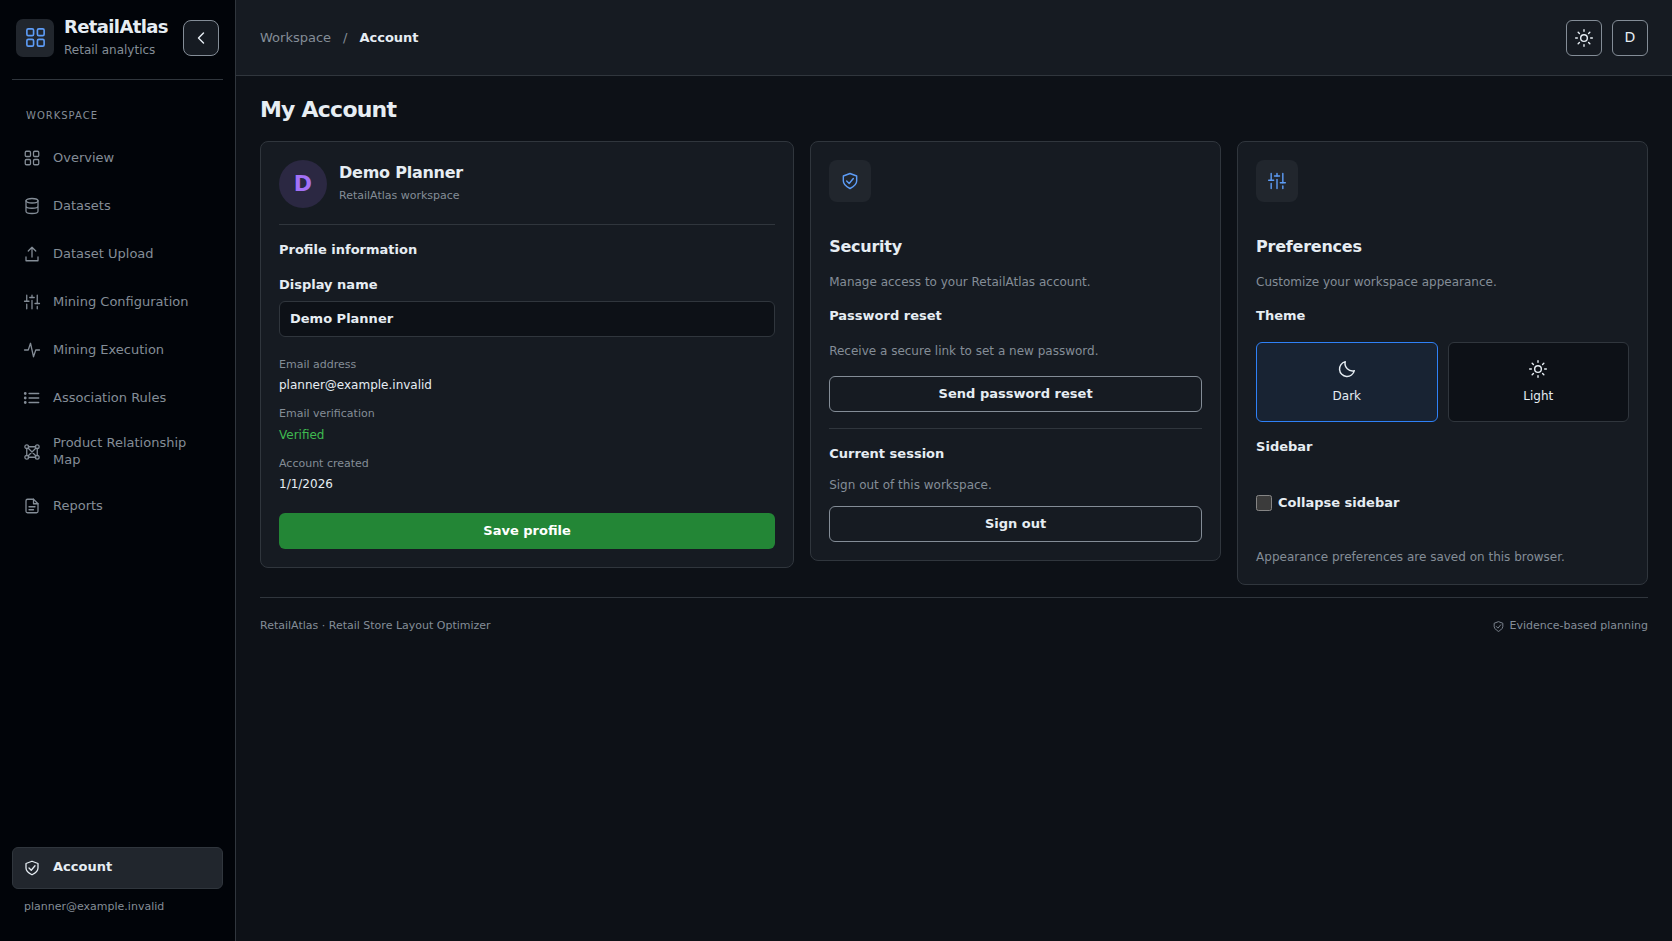 RetailAtlas
Retail analytics
WORKSPACE
Overview
Datasets
Dataset Upload
Mining Configuration
Mining Execution
Association Rules
Product Relationship
Map
Reports
Account
planner@example.invalid
Workspace / Account
D
My Account
D
Demo Planner
RetailAtlas workspace
Profile information
Display name
Demo Planner
Email address
planner@example.invalid
Email verification
Verified
Account created
1/1/2026
Save profile
Security
Manage access to your RetailAtlas account.
Password reset
Receive a secure link to set a new password.
Send password reset
Current session
Sign out of this workspace.
Sign out
Preferences
Customize your workspace appearance.
Theme
Dark
Light
Sidebar
Collapse sidebar
Appearance preferences are saved on this browser.
RetailAtlas · Retail Store Layout Optimizer
Evidence-based planning